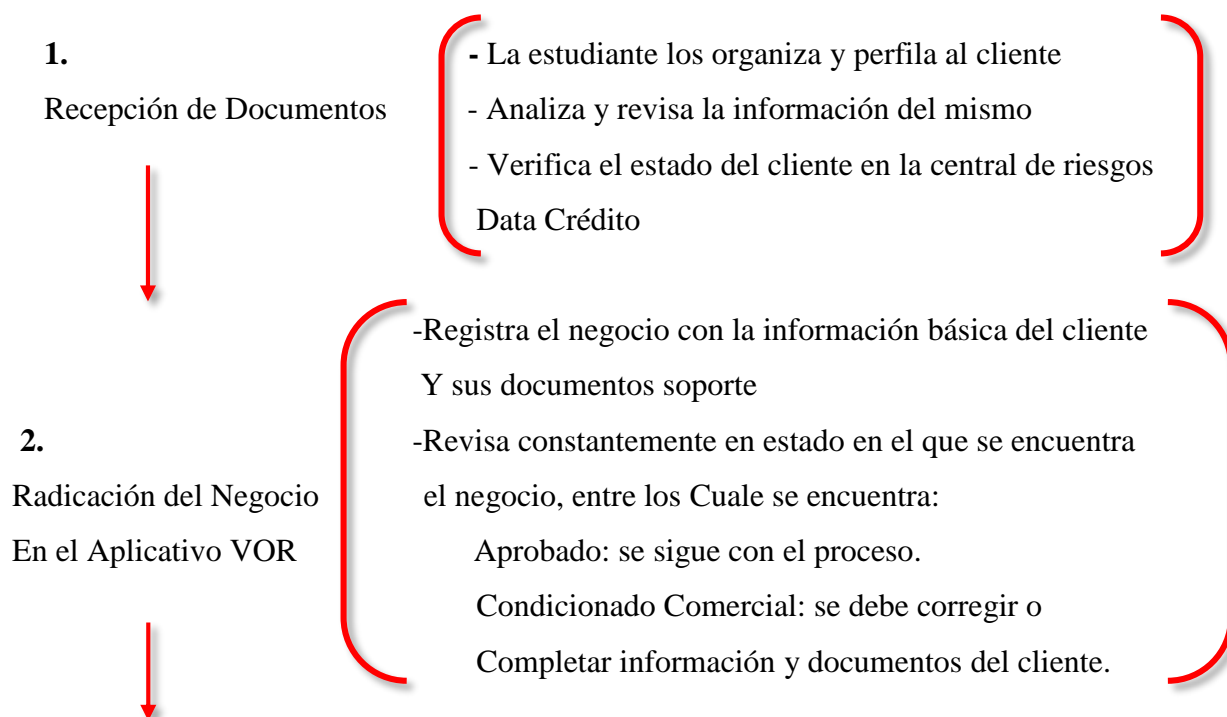 1.
Recepción de Documentos
- La estudiante los organiza y perfila al cliente
- Analiza y revisa la información del mismo
- Verifica el estado del cliente en la central de riesgos
Data Crédito
2.
Radicación del Negocio
En el Aplicativo VOR
-Registra el negocio con la información básica del cliente
Y sus documentos soporte
-Revisa constantemente en estado en el que se encuentra
el negocio, entre los Cuale se encuentra:
Aprobado: se sigue con el proceso.
Condicionado Comercial: se debe corregir o
Completar información y documentos del cliente.